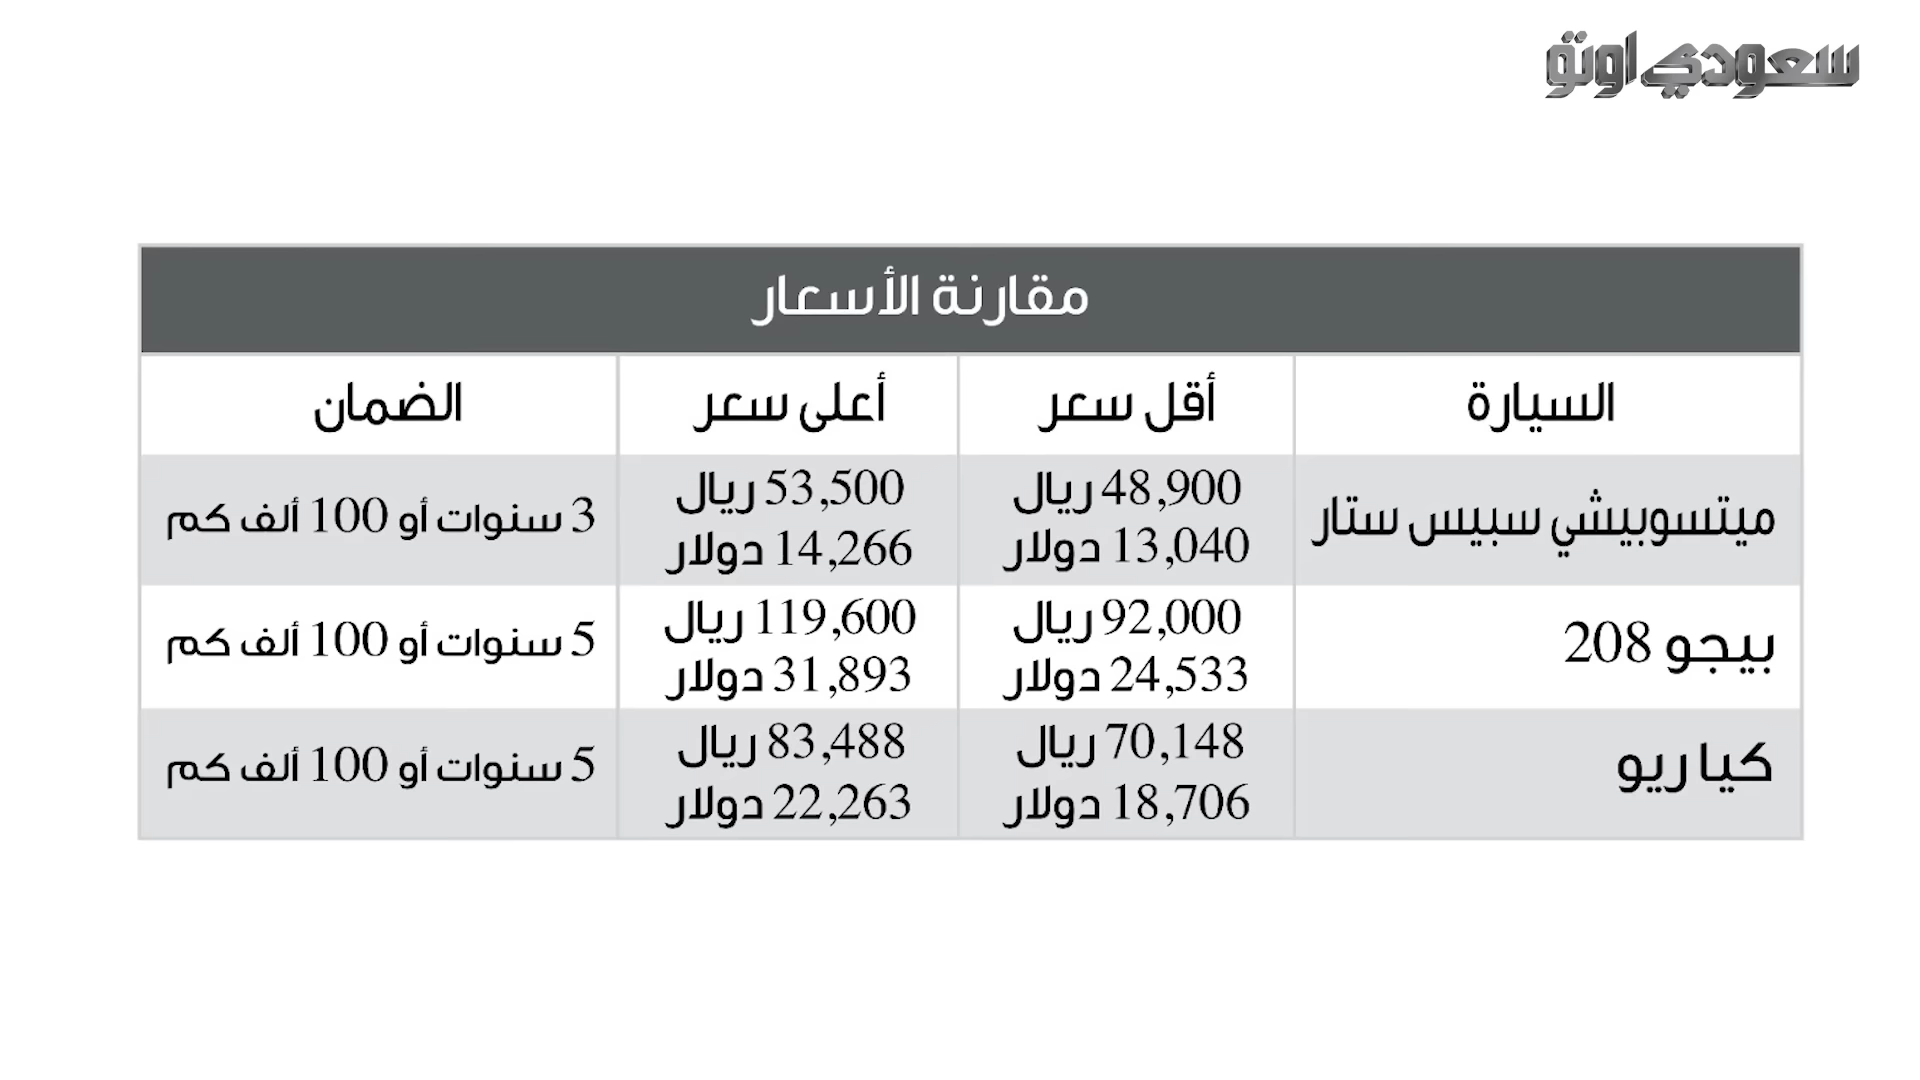 سعودي اوتو
مقارنة الأسعار
السيارة أقل سعر أعلى سعر الضمان
ميتسوبيشي سبيس ستار
48,900 ريال
13,040 دولار
53,500 ريال
14,266 دولار
3 سنوات أو 100 ألف كم
بيجو 208
92,000 ريال
24,533 دولار
119,600 ريال
31,893 دولار
5 سنوات أو 100 ألف كم
كيا ريو
70,148 ريال
18,706 دولار
83,488 ريال
22,263 دولار
5 سنوات أو 100 ألف كم